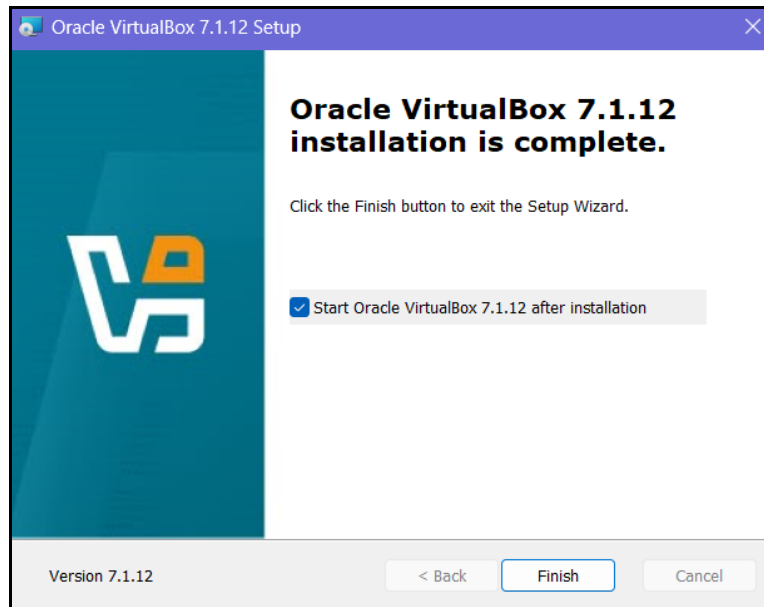 Oracle VirtualBox 7.1.12 Setup
Oracle VirtualBox 7.1.12
installation is complete.
Click the Finish button to exit the Setup Wizard.
Start Oracle VirtualBox 7.1.12 after installation
Version 7.1.12
< Back
Finish
Cancel